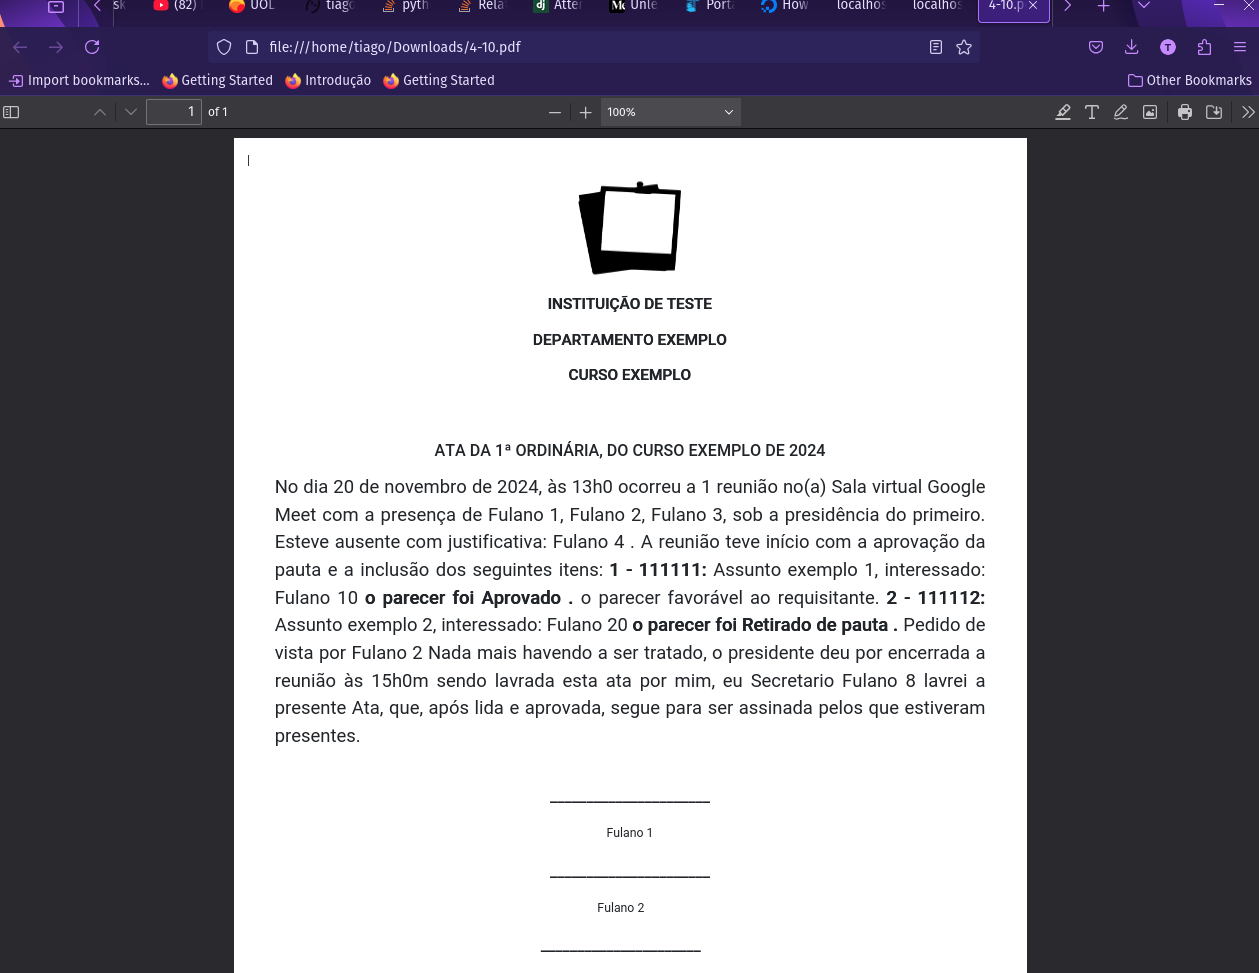 sk
(82)
UOL
tiago
pyth
Rela
Atte
Unle
Porta
How
localhos
localhos
4-10.p
file:///home/tiago/Downloads/4-10.pdf
T
Import bookmarks...
Getting Started
Introdução
Getting Started
Other Bookmarks
1 of 1
100%
INSTITUIÇÃO DE TESTE
DEPARTAMENTO EXEMPLO
CURSO EXEMPLO
ATA DA 1ª ORDINÁRIA, DO CURSO EXEMPLO DE 2024
No dia 20 de novembro de 2024, às 13h0 ocorreu a 1 reunião no(a) Sala virtual Google
Meet com a presença de Fulano 1, Fulano 2, Fulano 3, sob a presidência do primeiro.
Esteve ausente com justificativa: Fulano 4 . A reunião teve início com a aprovação da
pauta e a inclusão dos seguintes itens: 1 - 111111: Assunto exemplo 1, interessado:
Fulano 10 o parecer foi Aprovado . o parecer favorável ao requisitante. 2 - 111112:
Assunto exemplo 2, interessado: Fulano 20 o parecer foi Retirado de pauta . Pedido de
vista por Fulano 2 Nada mais havendo a ser tratado, o presidente deu por encerrada a
reunião às 15h0m sendo lavrada esta ata por mim, eu Secretario Fulano 8 lavrei a
presente Ata, que, após lida e aprovada, segue para ser assinada pelos que estiveram
presentes.
Fulano 1
Fulano 2